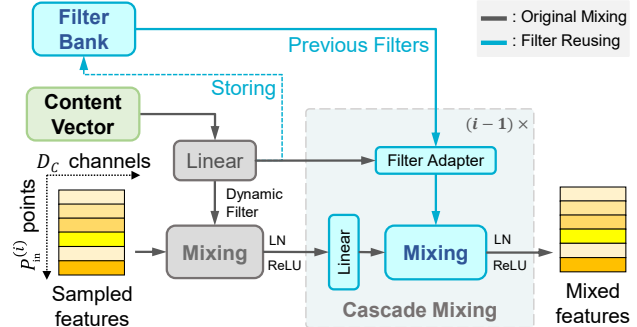 Filter
Bank
: Original Mixing
: Filter Reusing
Previous Filters
Storing
Content
Vector
(i − 1) ×
D_C channels
Linear
Filter Adapter
P_in^(i) points
Dynamic
Filter
Mixing
LN
ReLU
Linear
Mixing
LN
ReLU
Cascade Mixing
Sampled
features
Mixed
features